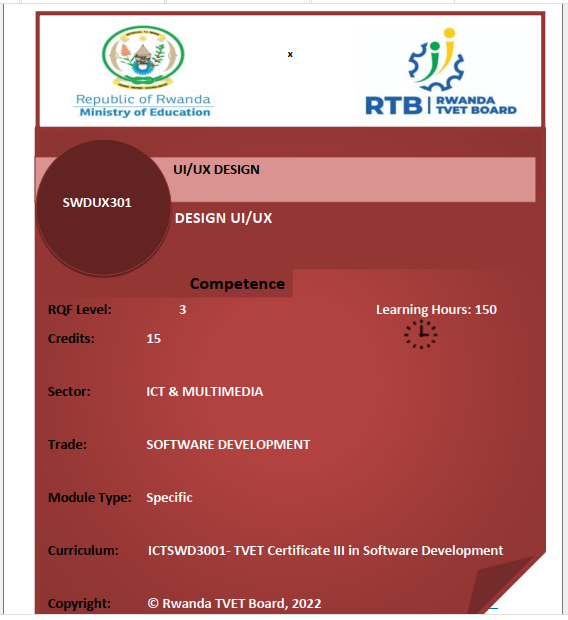 x
Republic of Rwanda
Ministry of Education
RTB | RWANDA
TVET BOARD
UI/UX DESIGN
SWDUX301
DESIGN UI/UX
Competence
RQF Level: 3 Learning Hours: 150
Credits: 15
Sector: ICT & MULTIMEDIA
Trade: SOFTWARE DEVELOPMENT
Module Type: Specific
Curriculum: ICTSWD3001- TVET Certificate III in Software Development
Copyright: © Rwanda TVET Board, 2022